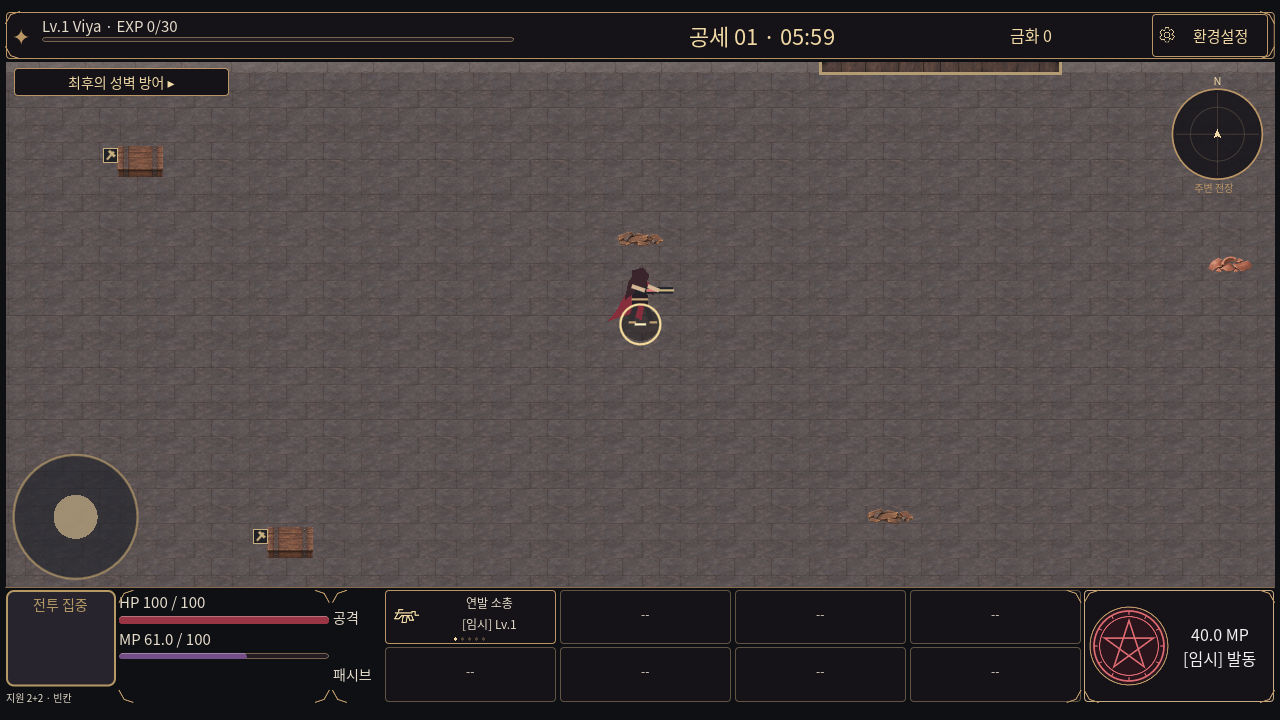 Lv.1 Viya · EXP 0/30
공세 01 · 05:59
금화 0
환경설정
최후의 성벽 방어 ▸
N
주변 전장
전투 집중
HP 100 / 100
MP 61.0 / 100
지원 2+2 · 빈칸
공격
패시브
연발 소총
[임시] Lv.1
--
--
--
--
--
--
--
40.0 MP
[임시] 발동